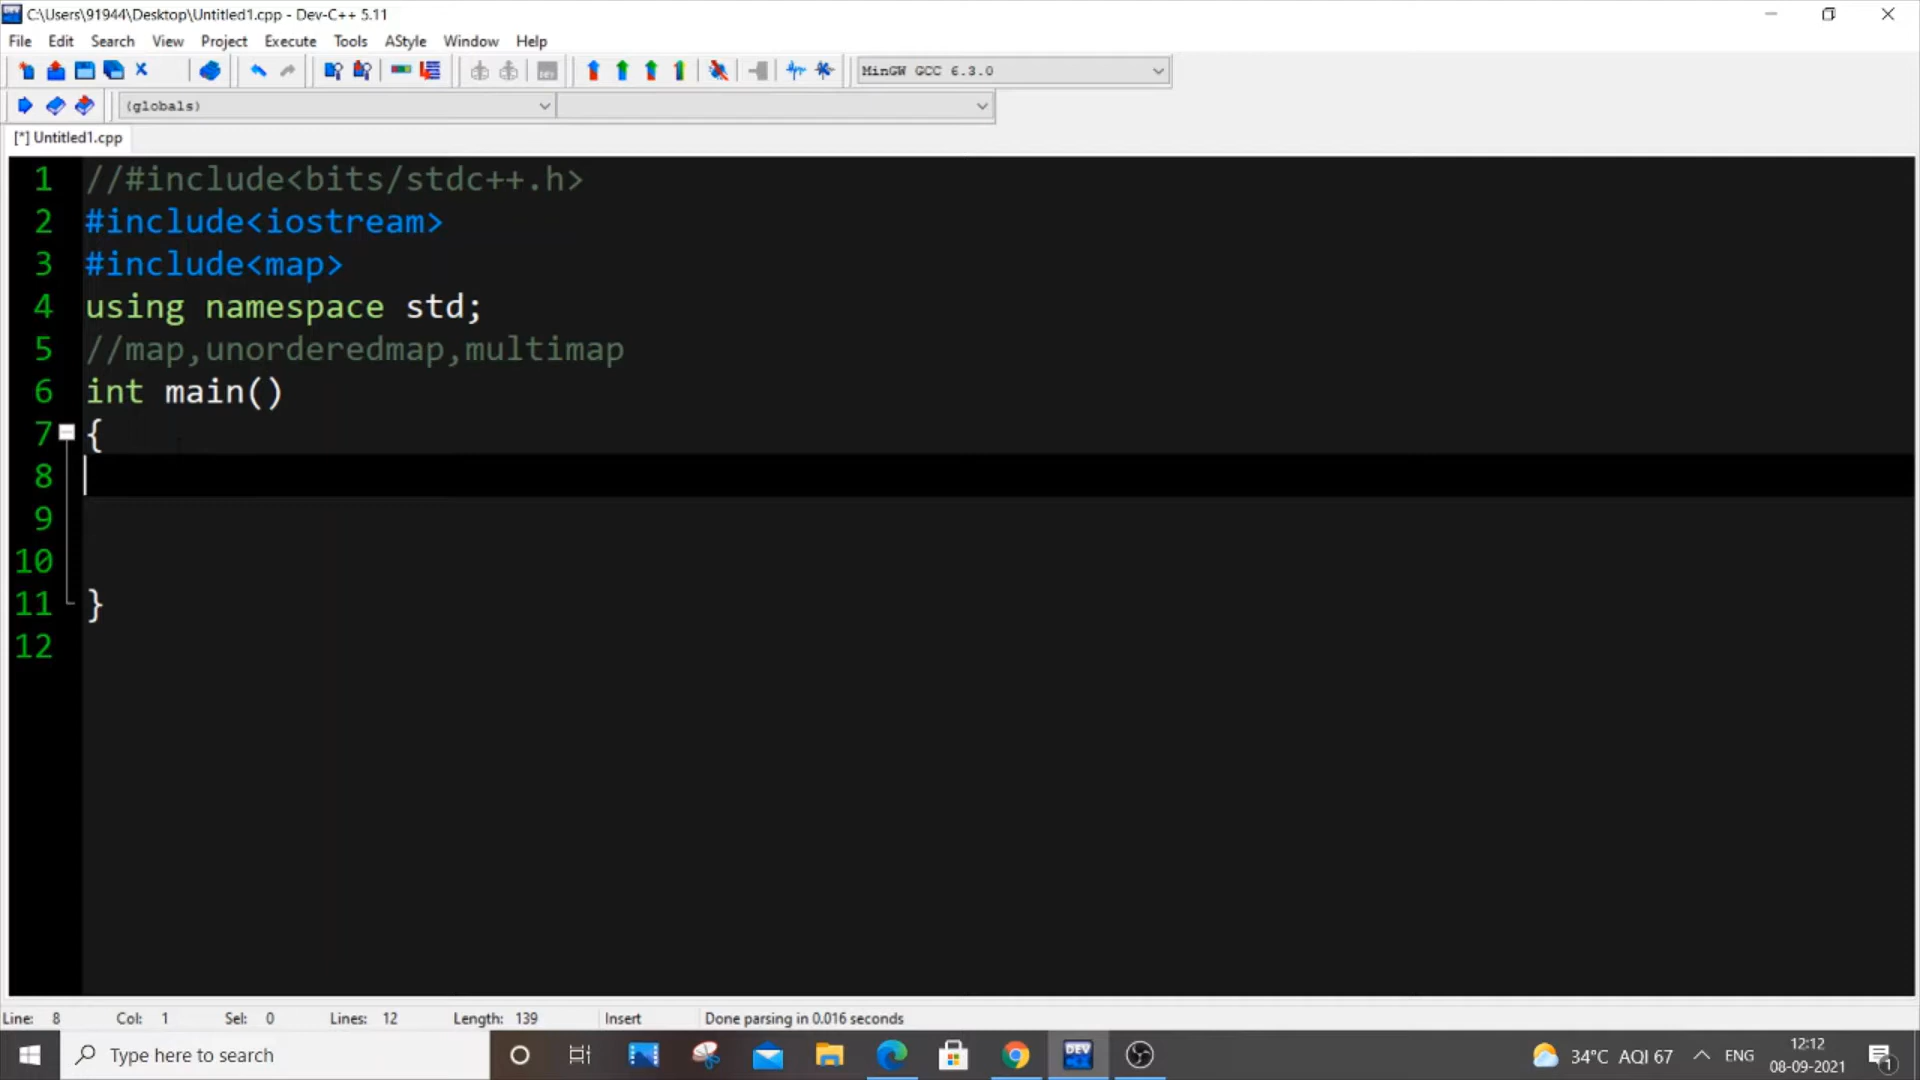 C:\Users\91944\Desktop\Untitled1.cpp - Dev-C++ 5.11
File Edit Search View Project Execute Tools AStyle Window Help
MinGW GCC 6.3.0
(globals)
[*] Untitled1.cpp
1 //#include<bits/stdc++.h>
2 #include<iostream>
3 #include<map>
4 using namespace std;
5 //map,unorderedmap,multimap
6 int main()
7 {
8
9
10
11 }
12
Line: 8 Col: 1 Sel: 0 Lines: 12 Length: 139 Insert Done parsing in 0.016 seconds
Type here to search
DEV
34°C AQI 67
ENG
12:12
08-09-2021
1